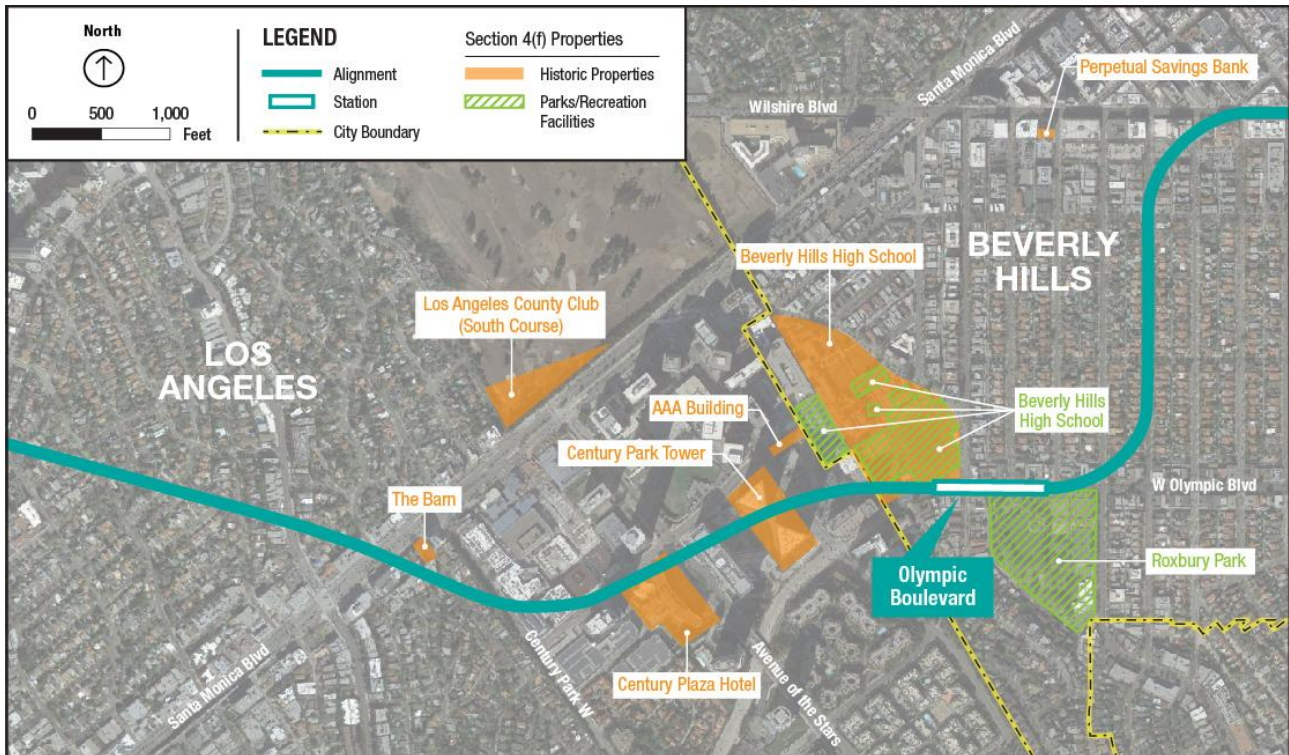 North
0 500 1,000
Feet
LEGEND
Alignment
Station
City Boundary
Section 4(f) Properties
Historic Properties
Parks/Recreation
Facilities
Santa Monica Blvd
Perpetual Savings Bank
Wilshire Blvd
BEVERLY
HILLS
Beverly Hills High School
Los Angeles County Club
(South Course)
LOS
ANGELES
AAA Building
Beverly Hills
High School
Century Park Tower
The Barn
W Olympic Blvd
Roxbury Park
Olympic
Boulevard
Century Plaza Hotel
Century Park W
Avenue of the Stars
Santa Monica Blvd